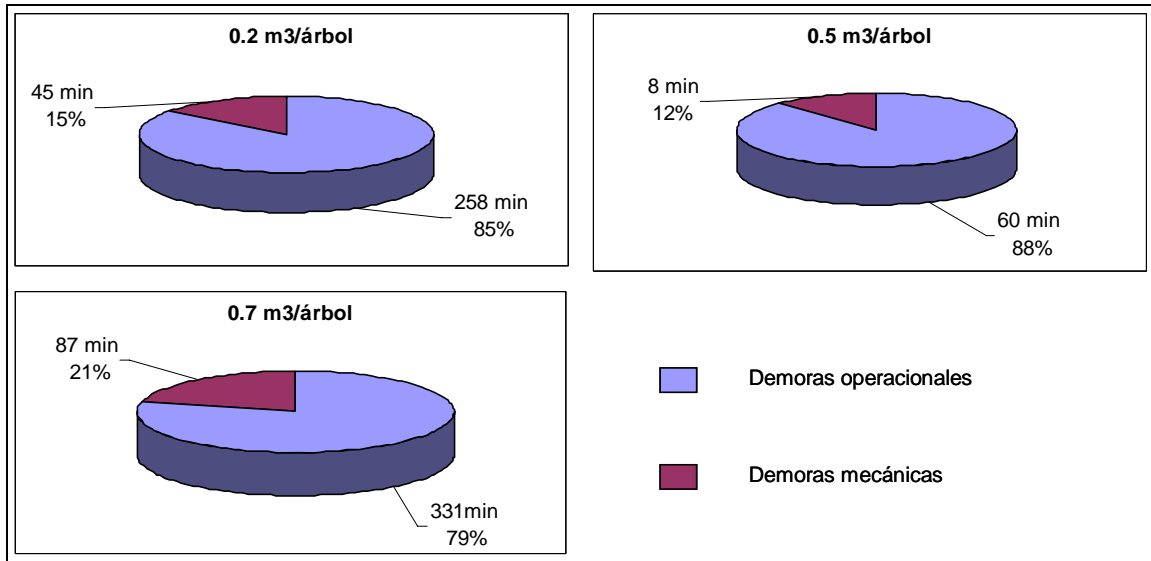 0.2 m3/árbol
45 min
15%
258 min
85%
0.5 m3/árbol
8 min
12%
60 min
88%
0.7 m3/árbol
87 min
21%
331min
79%
Demoras operacionales
Demoras mecánicas